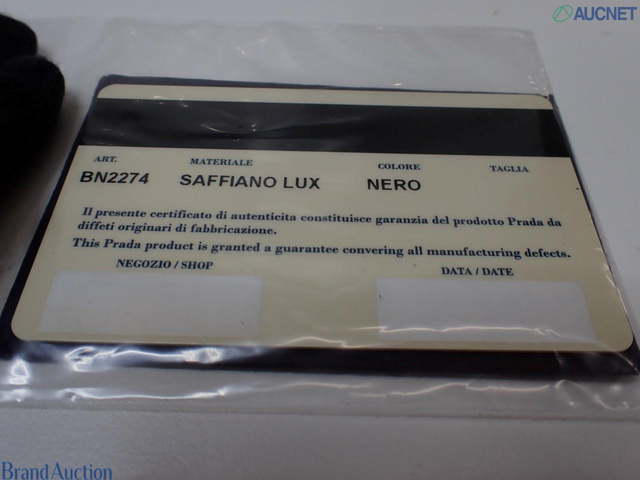 AUCNET
ART. MATERIALE COLORE TAGLIA
BN2274 SAFFIANO LUX NERO
Il presente certificato di autenticita constituisce garanzia del prodotto Prada da
diffeti originari di fabbricazione.
This Prada product is granted a guarantee convering all manufacturing defects.
NEGOZIO / SHOP DATA / DATE
Brand Auction